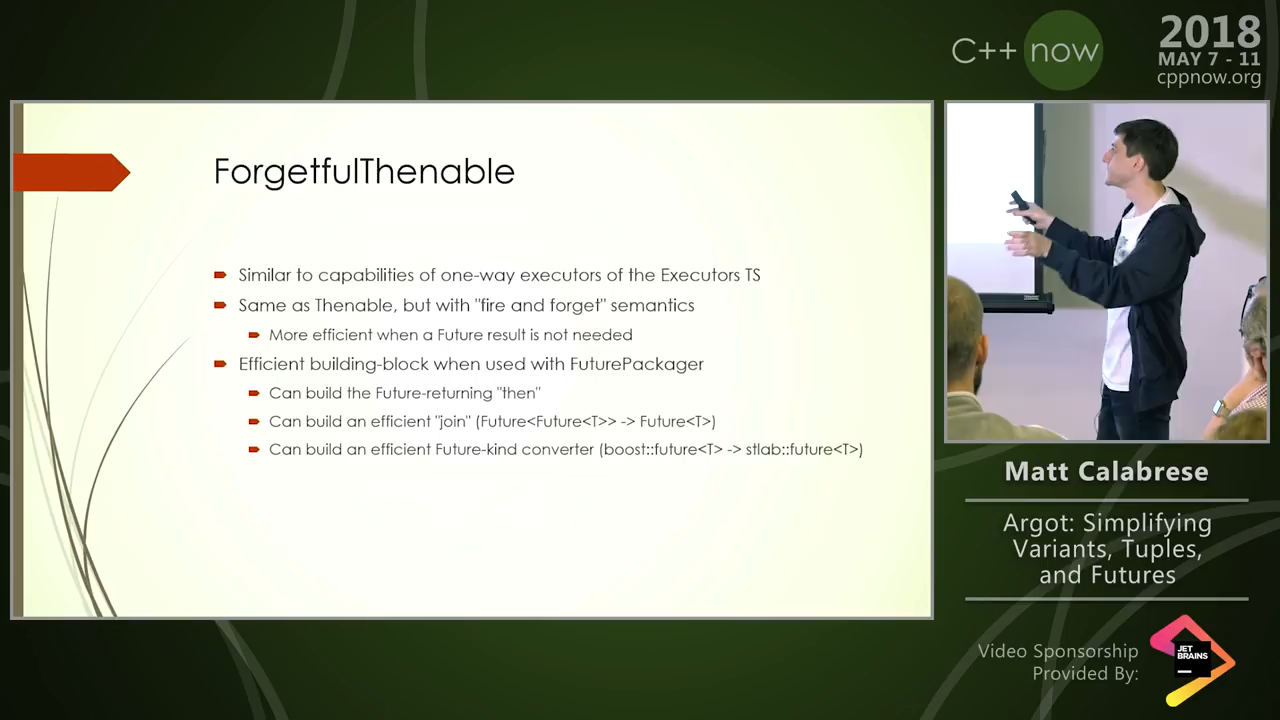 C++ now
2018
MAY 7 - 11
cppnow.org
ForgetfulThenable
Similar to capabilities of one-way executors of the Executors TS
Same as Thenable, but with "fire and forget" semantics
More efficient when a Future result is not needed
Efficient building-block when used with FuturePackager
Can build the Future-returning "then"
Can build an efficient "join" (Future<Future<T>> -> Future<T>)
Can build an efficient Future-kind converter (boost::future<T> -> stlab::future<T>)
Matt Calabrese
Argot: Simplifying
Variants, Tuples,
and Futures
Video Sponsorship
Provided By:
JET
BRAINS